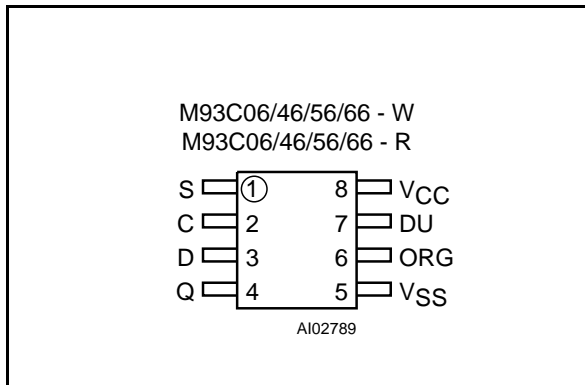 M93C06/46/56/66 - W
M93C06/46/56/66 - R
S 1 8 VCC
C 2 7 DU
D 3 6 ORG
Q 4 5 VSS
AI02789